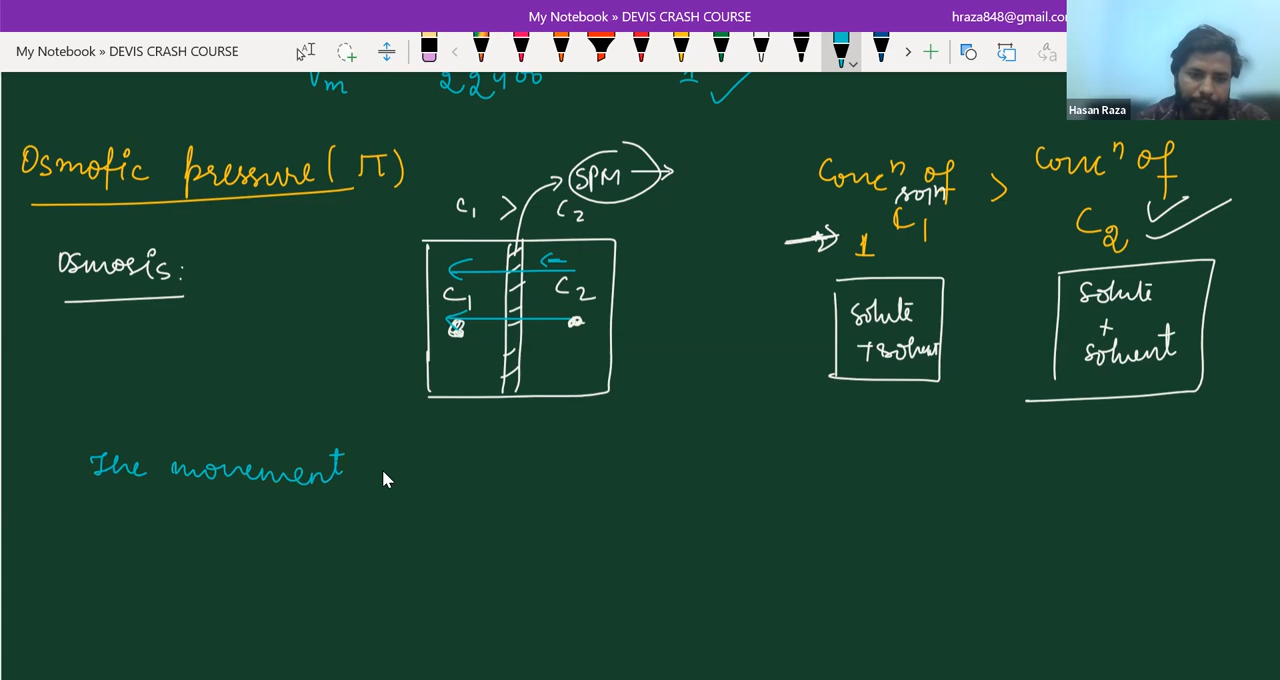 My Notebook » DEVIS CRASH COURSE
hraza848@gmail.co
My Notebook » DEVIS CRASH COURSE
Hasan Raza
Vm 22400 1
Osmotic pressure (π)
SPM
C1 > C2
Osmosis:
C1 C2
Concn of soln C1 > Concn of C2
1
Solute
+ solvent
Solute
+
Solvent
The movement